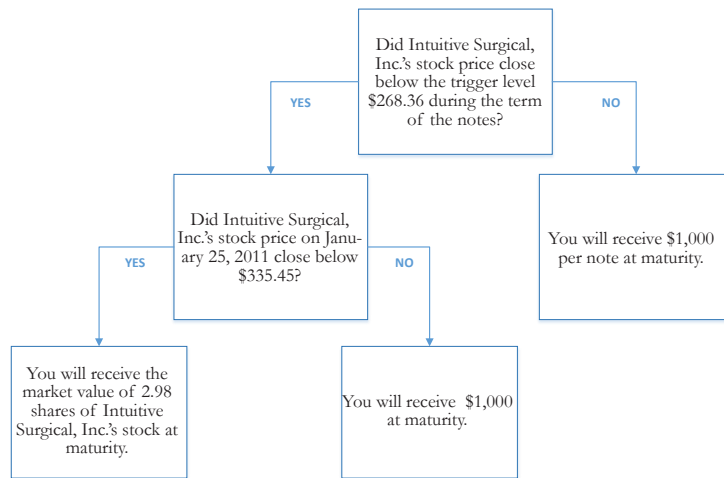 Did Intuitive Surgical,
Inc.'s stock price close
below the trigger level
$268.36 during the term
of the notes?
YES
NO
Did Intuitive Surgical,
Inc.'s stock price on Janu-
ary 25, 2011 close below
$335.45?
You will receive $1,000
per note at maturity.
YES
NO
You will receive the
market value of 2.98
shares of Intuitive
Surgical, Inc.'s stock at
maturity.
You will receive $1,000
at maturity.